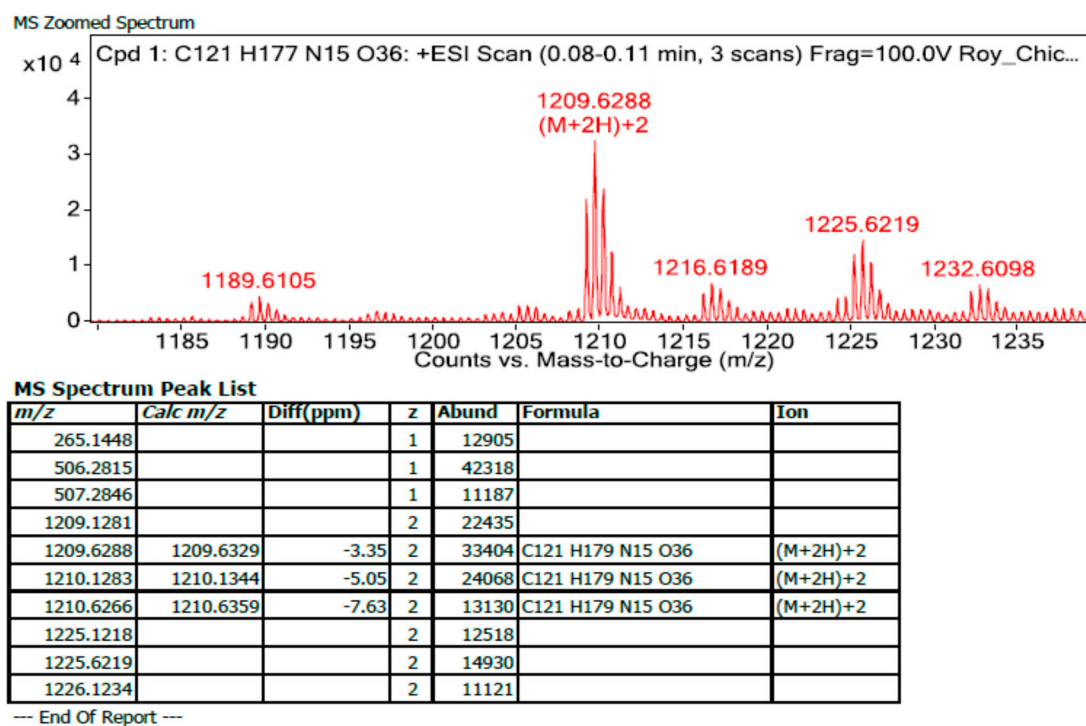 MS Zoomed Spectrum
x10 4
Cpd 1: C121 H177 N15 O36: +ESI Scan (0.08-0.11 min, 3 scans) Frag=100.0V Roy_Chic...
4
3
2
1
0
1189.6105
1209.6288
(M+2H)+2
1216.6189
1225.6219
1232.6098
1185 1190 1195 1200 1205 1210 1215 1220 1225 1230 1235
Counts vs. Mass-to-Charge (m/z)
MS Spectrum Peak List
m/z Calc m/z Diff(ppm) z Abund Formula Ion
265.1448 1 12905
506.2815 1 42318
507.2846 1 11187
1209.1281 2 22435
1209.6288 1209.6329 -3.35 2 33404 C121 H179 N15 O36 (M+2H)+2
1210.1283 1210.1344 -5.05 2 24068 C121 H179 N15 O36 (M+2H)+2
1210.6266 1210.6359 -7.63 2 13130 C121 H179 N15 O36 (M+2H)+2
1225.1218 2 12518
1225.6219 2 14930
1226.1234 2 11121
--- End Of Report ---